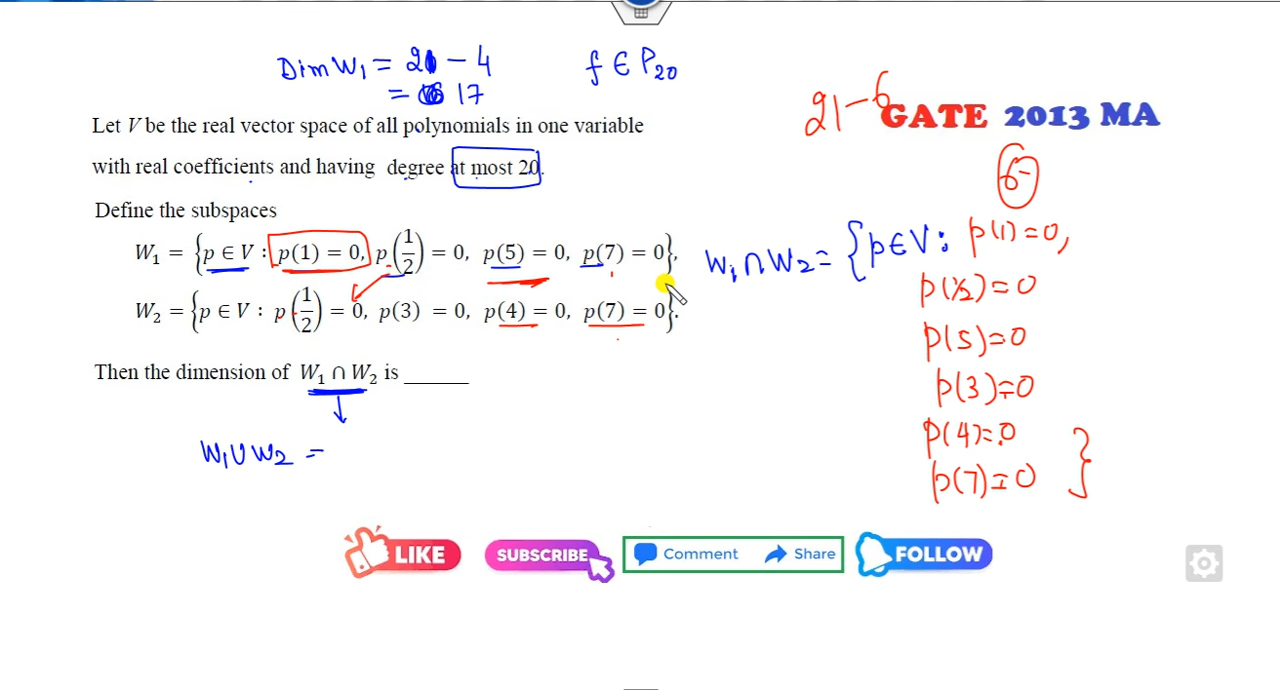 Dim W₁ = 21 - 4
= 17
f ∈ P₂₀
21-6
GATE 2013 MA
6
Let V be the real vector space of all polynomials in one variable
with real coefficients and having degree at most 20.
Define the subspaces
W₁ = {p ∈ V : p(1) = 0, p(1/2) = 0, p(5) = 0, p(7) = 0},
W₂ = {p ∈ V : p(1/2) = 0, p(3) = 0, p(4) = 0, p(7) = 0}.
Then the dimension of W₁ ∩ W₂ is ______
W₁∪W₂ =
W₁∩W₂ = {p∈V: p(1)=0,
p(½)=0
p(5)=0
p(3)=0
p(4)=0
p(7)=0 }
LIKE
SUBSCRIBE
Comment
Share
FOLLOW